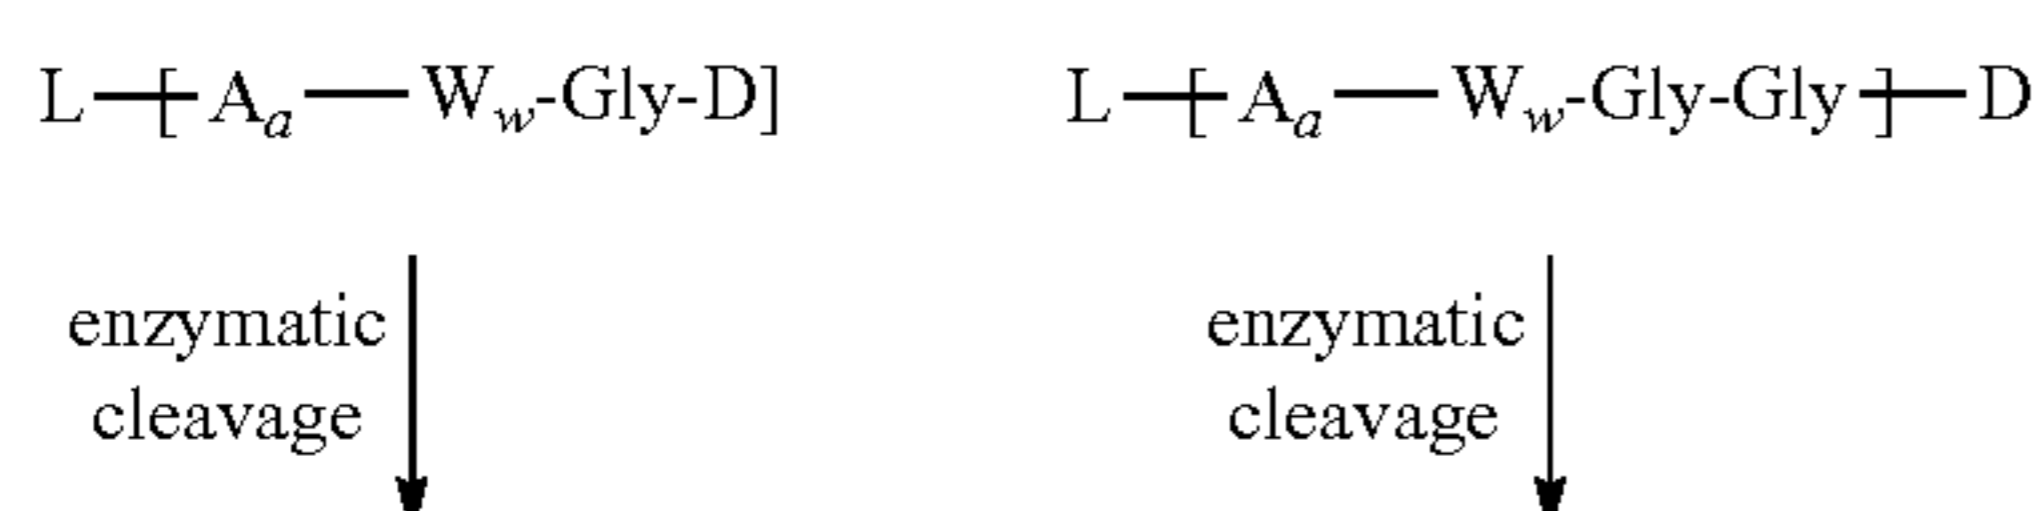 L—[ Aa—Ww-Gly-D]
L—[ Aa—Ww-Gly-Gly ]—D
enzymatic
cleavage
enzymatic
cleavage